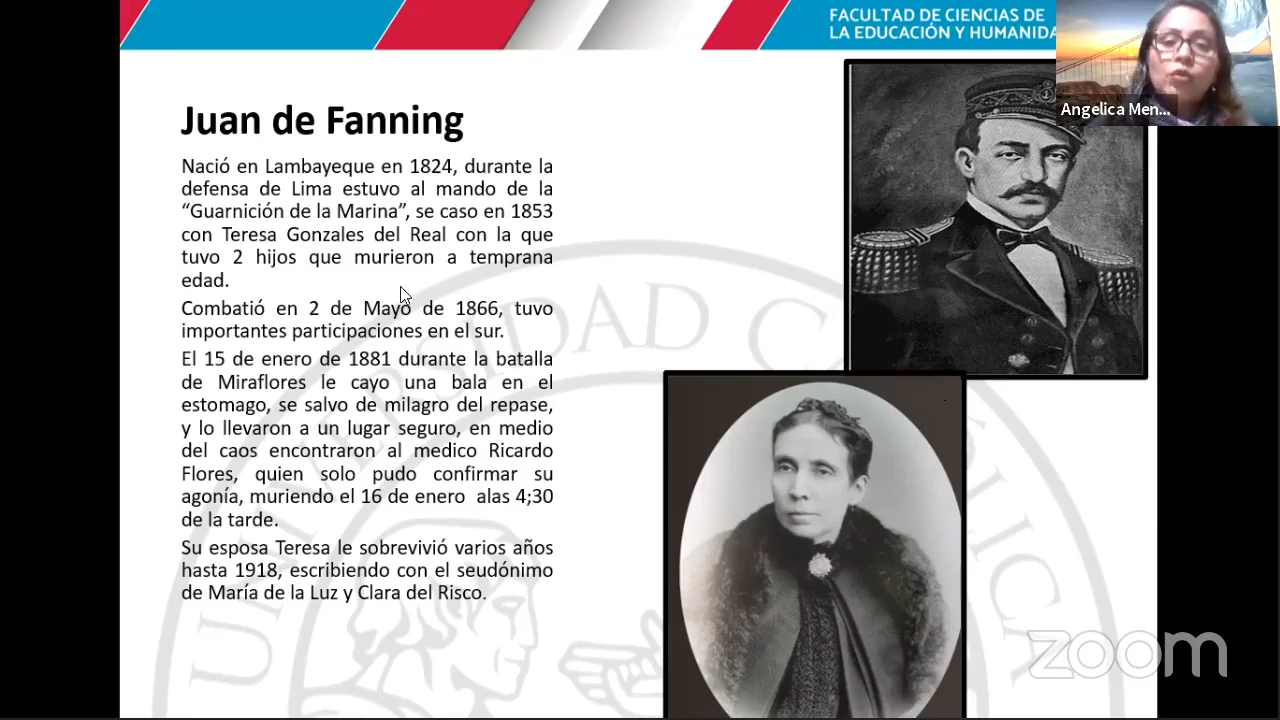 FACULTAD DE CIENCIAS DE
LA EDUCACIÓN Y HUMANIDA
Angelica Men...
Juan de Fanning
Nació en Lambayeque en 1824, durante la
defensa de Lima estuvo al mando de la
“Guarnición de la Marina”, se caso en 1853
con Teresa Gonzales del Real con la que
tuvo 2 hijos que murieron a temprana
edad.
Combatió en 2 de Mayo de 1866, tuvo
importantes participaciones en el sur.
El 15 de enero de 1881 durante la batalla
de Miraflores le cayo una bala en el
estomago, se salvo de milagro del repase,
y lo llevaron a un lugar seguro, en medio
del caos encontraron al medico Ricardo
Flores, quien solo pudo confirmar su
agonía, muriendo el 16 de enero alas 4;30
de la tarde.
Su esposa Teresa le sobrevivió varios años
hasta 1918, escribiendo con el seudónimo
de María de la Luz y Clara del Risco.
zoom